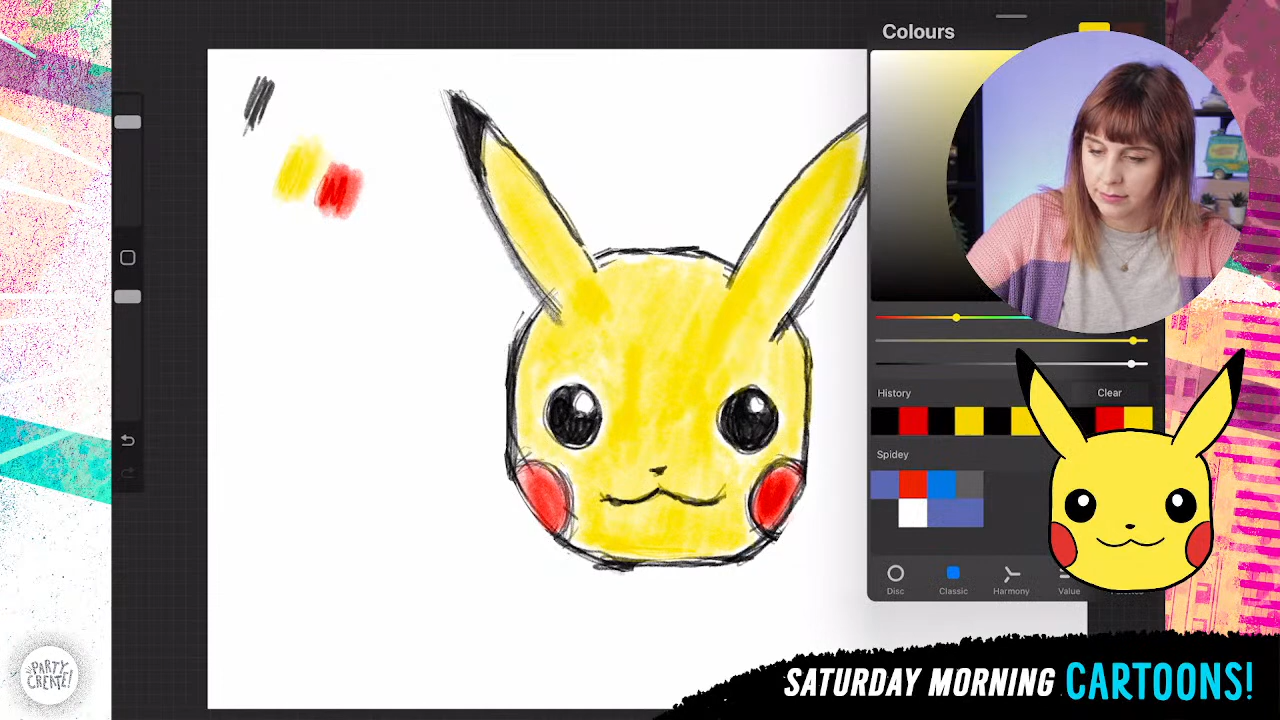 Colours
History
Clear
Spidey
Disc
Classic
Harmony
Value
PARTY
CREATE!
SATURDAY MORNING CARTOONS!